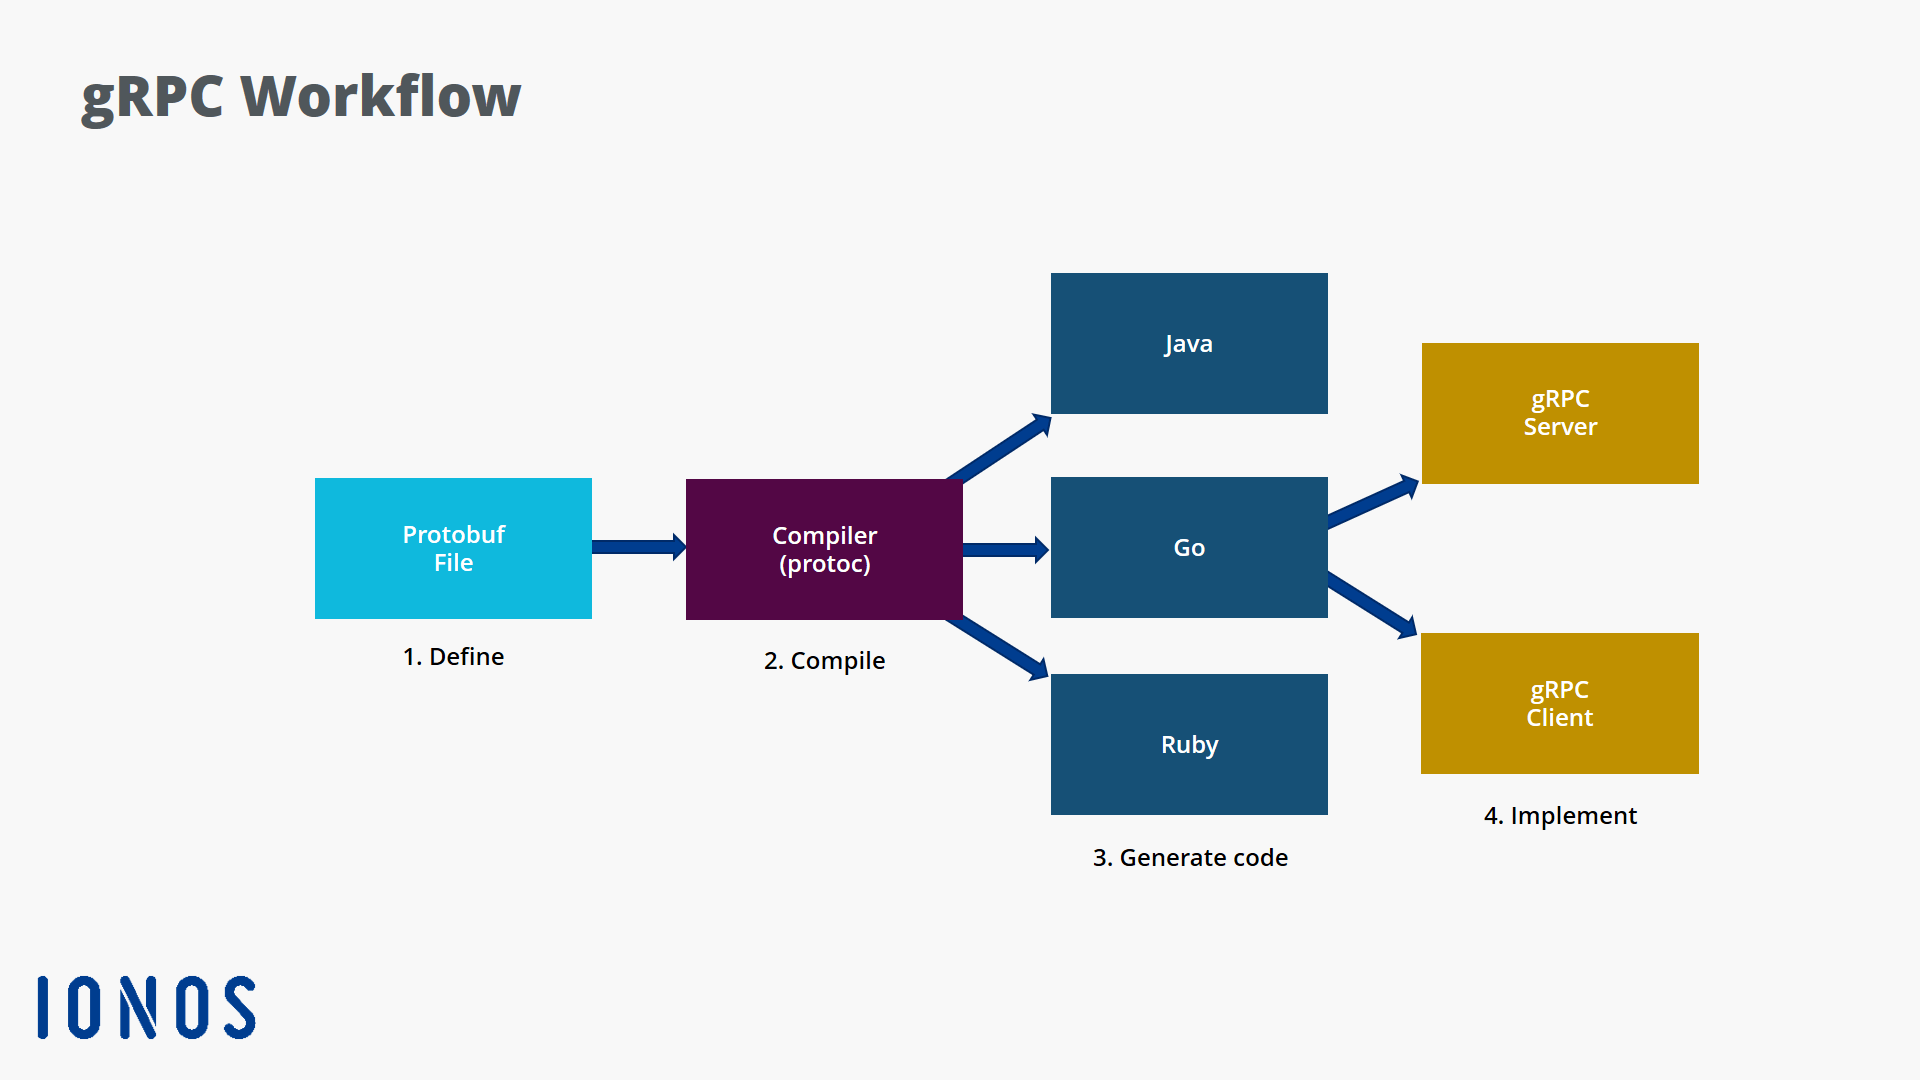 gRPC Workflow
Protobuf
File
1. Define
Compiler
(protoc)
2. Compile
Java
Go
Ruby
3. Generate code
gRPC
Server
gRPC
Client
4. Implement
IONOS